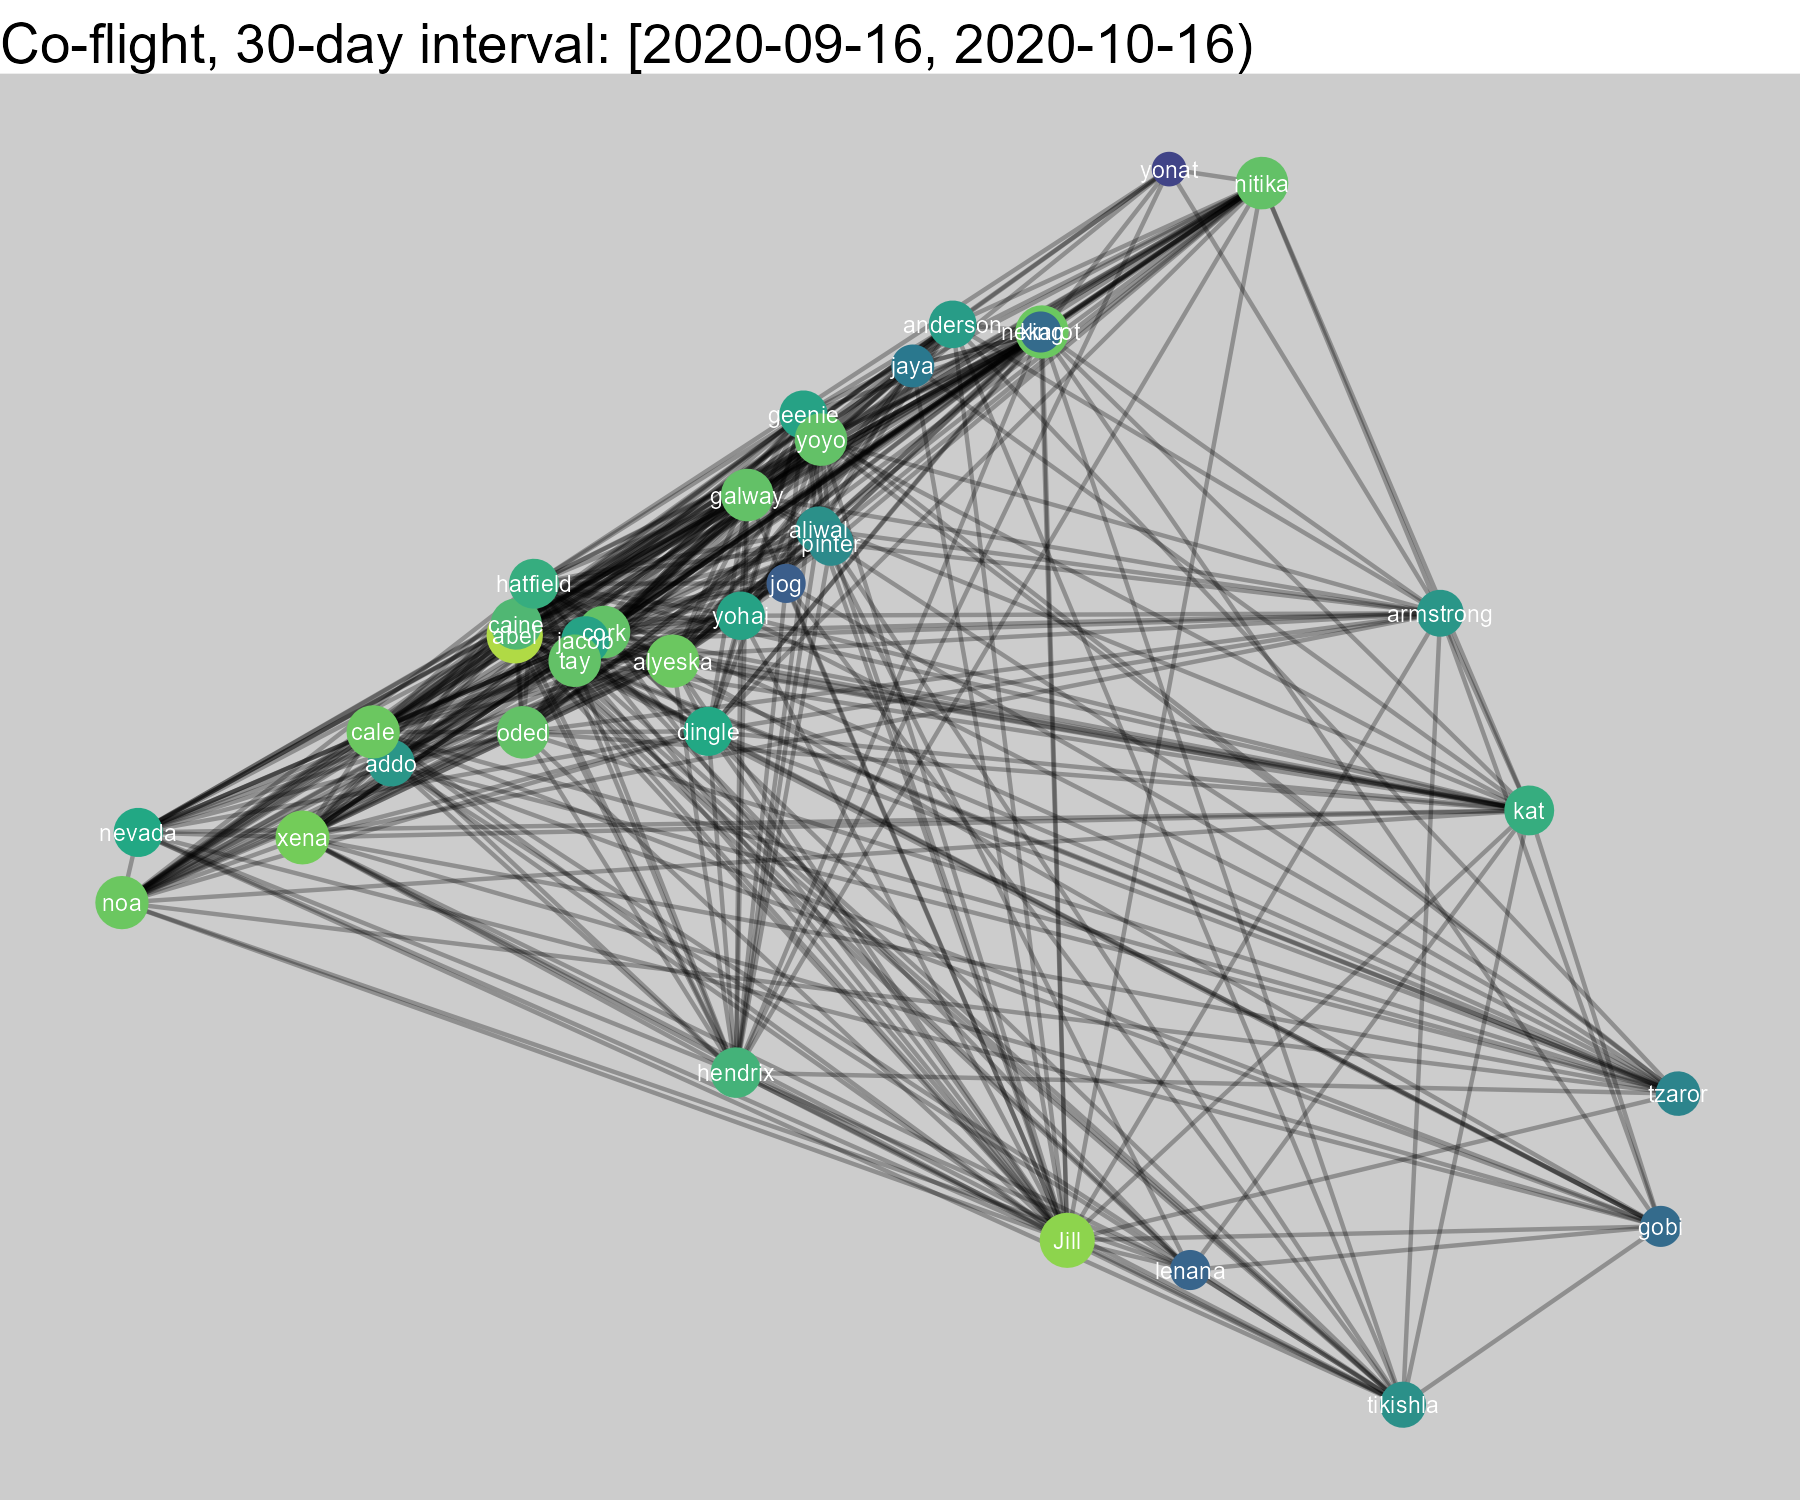 Co-flight, 30-day interval: [2020-09-16, 2020-10-16)
yonat
nitika
anderson
king
jaya
geenie
yoyo
galway
aliwal
pinter
hatfield
jog
armstrong
yohai
caine
aber
cork
jacob
tay
alyeska
cale
oded
dingle
addo
kat
nevada
xena
noa
hendrix
tzaror
gobi
Jill
lenana
tikishla